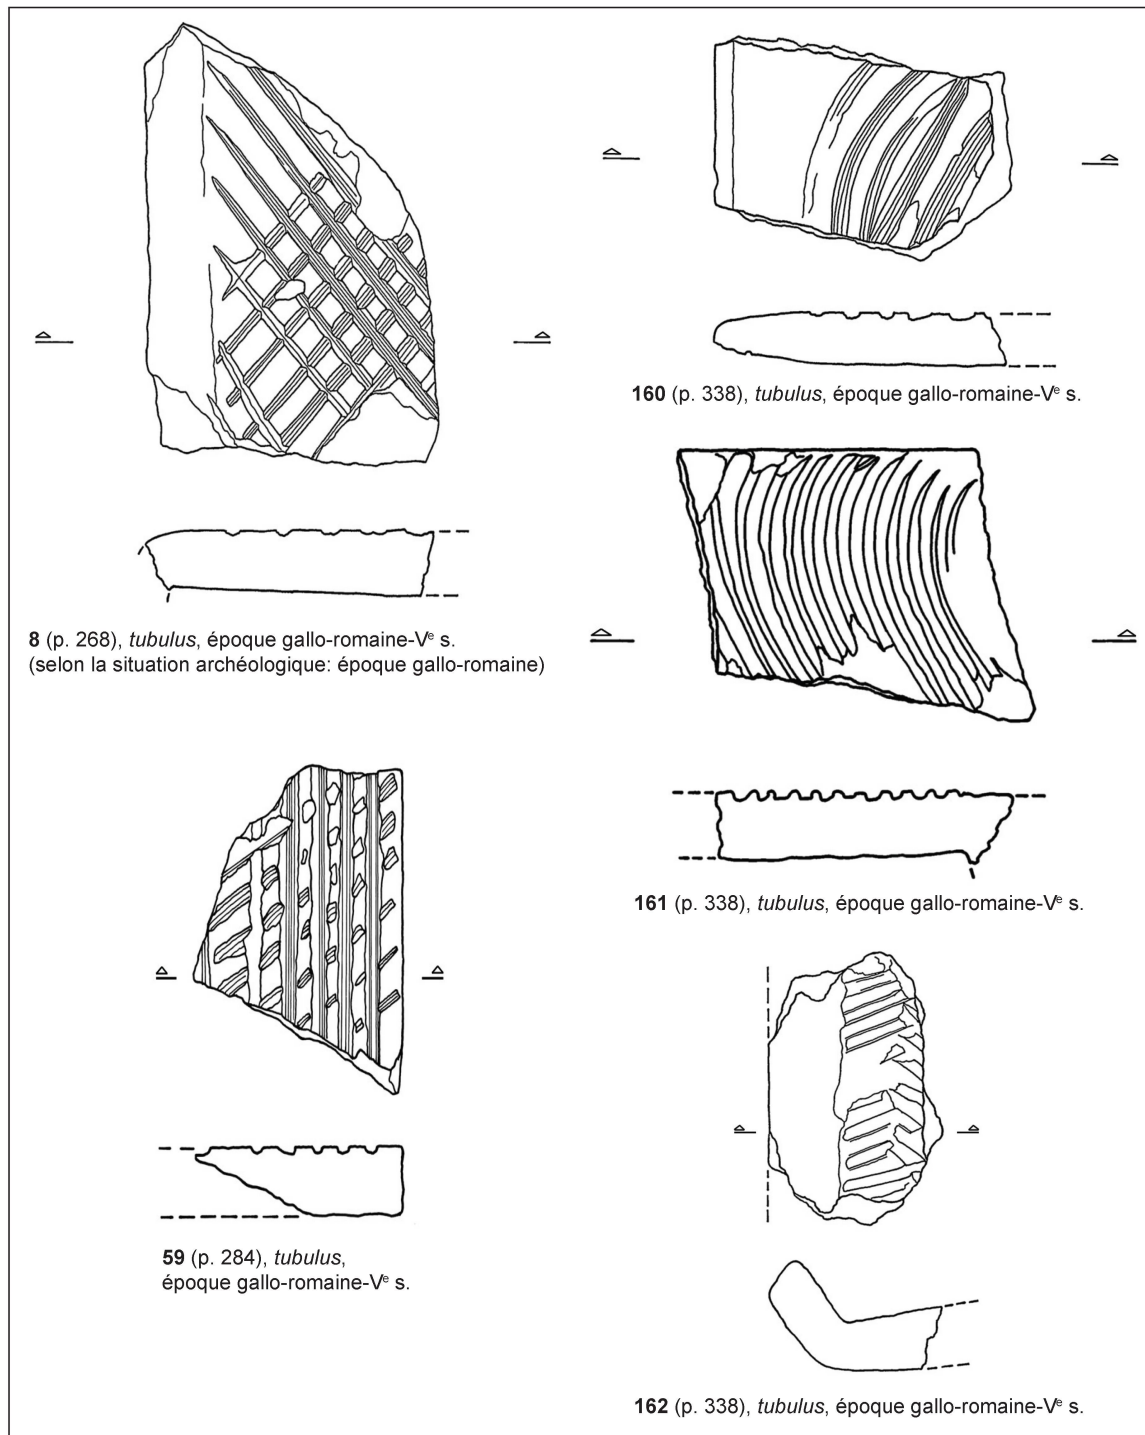 8 (p. 268), tubulus, époque gallo-romaine-Ve s.
(selon la situation archéologique: époque gallo-romaine)
59 (p. 284), tubulus,
époque gallo-romaine-Ve s.
160 (p. 338), tubulus, époque gallo-romaine-Ve s.
161 (p. 338), tubulus, époque gallo-romaine-Ve s.
162 (p. 338), tubulus, époque gallo-romaine-Ve s.